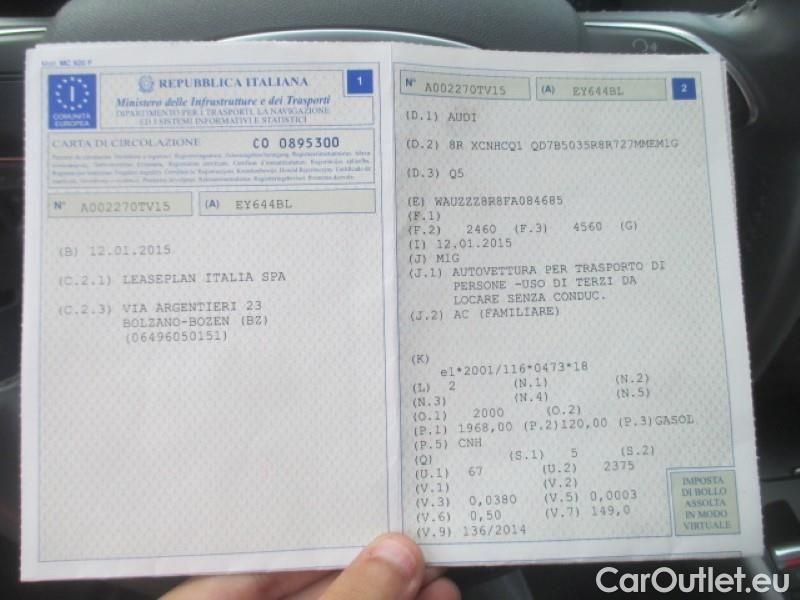 Mod. MC 820 F
REPUBBLICA ITALIANA
1
Ministero delle Infrastrutture e dei Trasporti
DIPARTIMENTO PER I TRASPORTI, LA NAVIGAZIONE
ED I SISTEMI INFORMATIVI E STATISTICI
I
COMUNITÀ
EUROPEA
CARTA DI CIRCOLAZIONE CO 0895300
N° A002270TV15 (A) EY644BL
(B) 12.01.2015
(C.2.1) LEASEPLAN ITALIA SPA
(C.2.3) VIA ARGENTIERI 23
BOLZANO-BOZEN (BZ)
(06496050151)
N° A002270TV15 (A) EY644BL 2
(D.1) AUDI
(D.2) 8R XCNHCQ1 QD7B5035R8R727MMEM1G
(D.3) Q5
(E) WAUZZZ8R8FA084685
(F.1)
(F.2) 2460 (F.3) 4560 (G)
(I) 12.01.2015
(J) M1G
(J.1) AUTOVETTURA PER TRASPORTO DI
PERSONE -USO DI TERZI DA
LOCARE SENZA CONDUC.
(J.2) AC (FAMILIARE)
(K)
e1*2001/116*0473*18
(L) 2 (N.1) (N.2)
(N.3) (N.4) (N.5)
(O.1) 2000 (O.2)
(P.1) 1968,00 (P.2)120,00 (P.3)GASOL
(P.5) CNH
(Q) (S.1) 5 (S.2)
(U.1) 67 (U.2) 2375
(V.1) (V.2)
(V.3) 0,0380 (V.5) 0,0003
(V.6) 0,50 (V.7) 149,0
(V.9) 136/2014
IMPOSTA
DI BOLLO
ASSOLTA
IN MODO
VIRTUALE
CarOutlet.eu